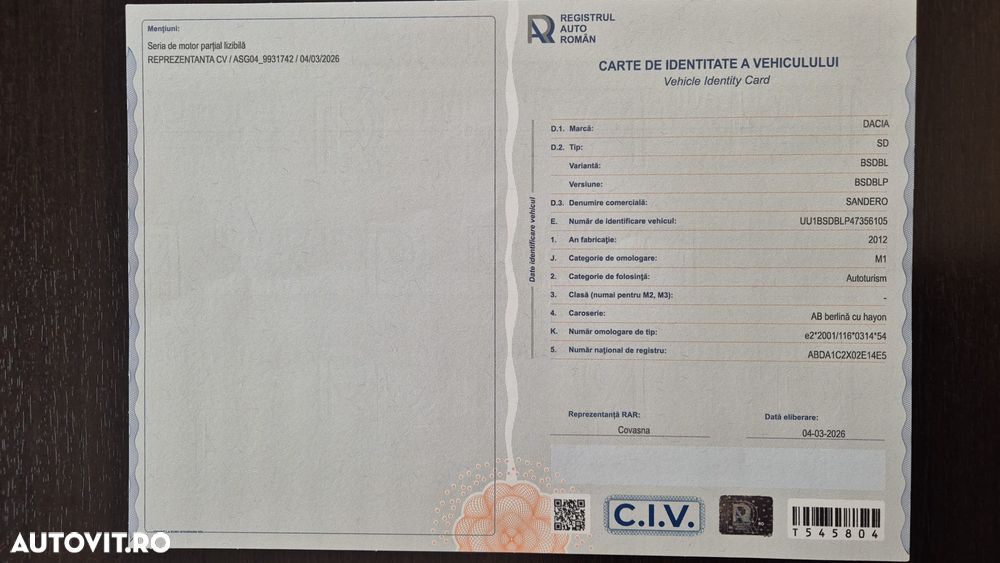 Mențiuni:
Seria de motor parțial lizibilă
REPREZENTANTA CV / ASG04_9931742 / 04/03/2026
REGISTRUL
AUTO
ROMÂN
CARTE DE IDENTITATE A VEHICULULUI
Vehicle Identity Card
Date identificare vehicul
D.1. Marcă: DACIA
D.2. Tip: SD
Variantă: BSDBL
Versiune: BSDBLP
D.3. Denumire comercială: SANDERO
E. Număr de identificare vehicul: UU1BSDBLP47356105
1. An fabricație: 2012
J. Categorie de omologare: M1
2. Categorie de folosință: Autoturism
3. Clasă (numai pentru M2, M3): -
4. Caroserie: AB berlină cu hayon
K. Număr omologare de tip: e2*2001/116*0314*54
5. Număr național de registru: ABDA1C2X02E14E5
Reprezentanță RAR: Data eliberare:
Covasna 04-03-2026
C.I.V.
T545804
AUTOVIT.RO